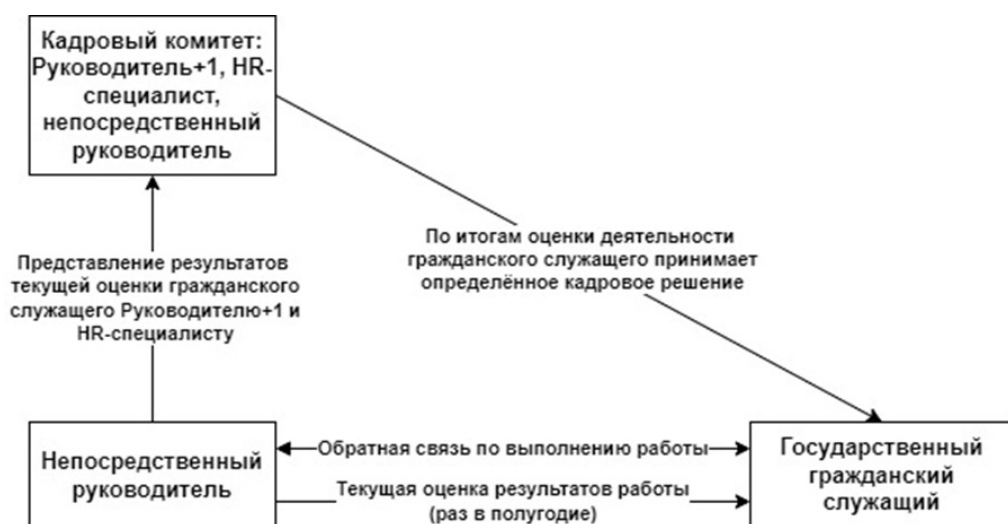 Кадровый комитет:
Руководитель+1, HR-
специалист,
непосредственный
руководитель
По итогам оценки деятельности
гражданского служащего принимает
определённое кадровое решение
Представление результатов
текущей оценки гражданского
служащего Руководителю+1 и
HR-специалисту
Непосредственный
руководитель
Обратная связь по выполнению работы
Текущая оценка результатов работы
(раз в полугодие)
Государственный
гражданский
служащий